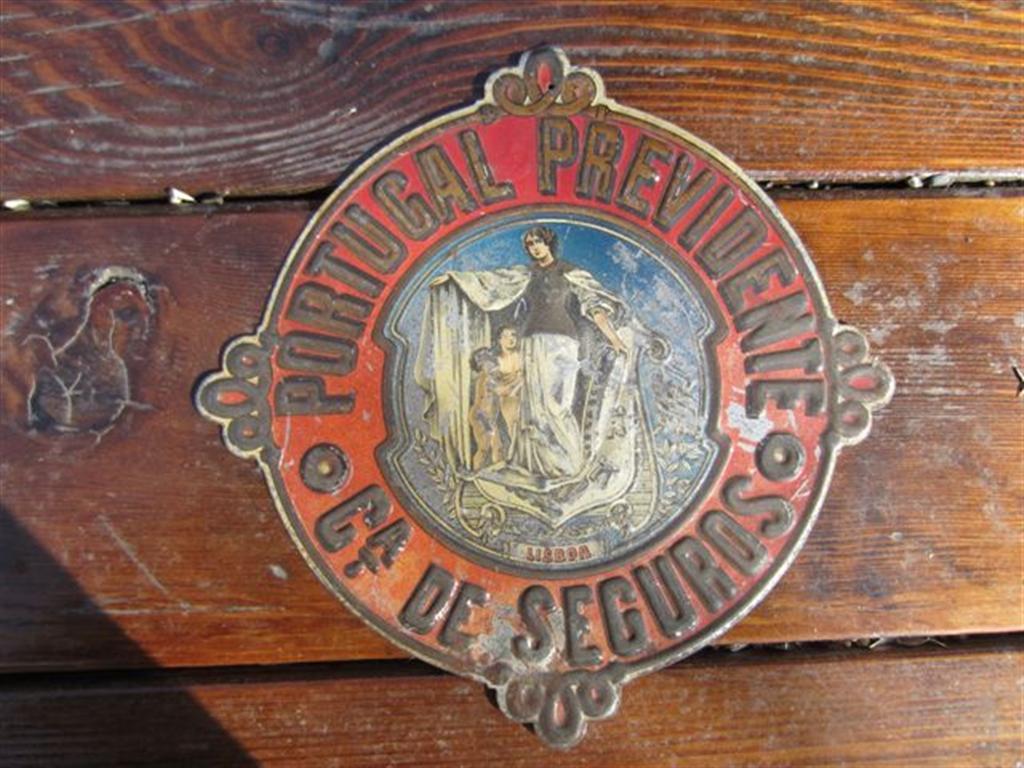 PORTUGAL PREVIDENTE
Cª DE SEGUROS
LISBOA